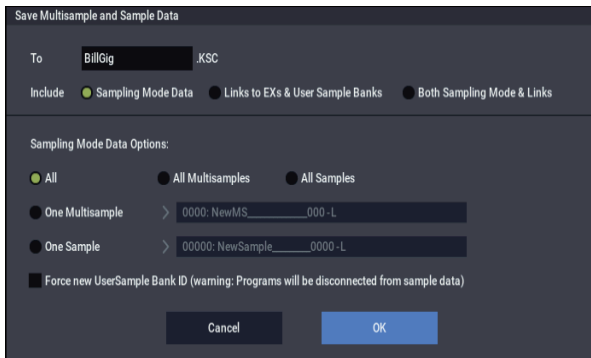 Save Multisample and Sample Data
To BillGig .KSC
Include Sampling Mode Data Links to EXs & User Sample Banks Both Sampling Mode & Links
Sampling Mode Data Options:
All All Multisamples All Samples
One Multisample > 0000: NewMS____________000-L
One Sample > 00000: NewSample_______0000-L
Force new UserSample Bank ID (warning: Programs will be disconnected from sample data)
Cancel OK